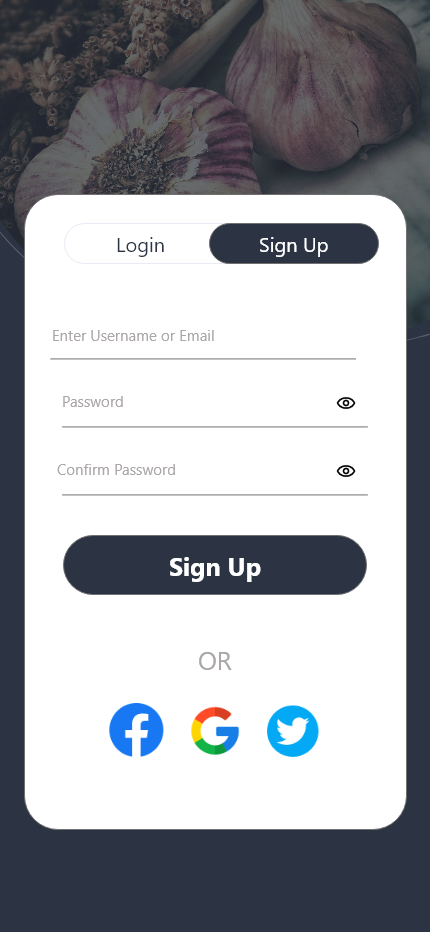 Login
Sign Up
Enter Username or Email
Password
Confirm Password
Sign Up
OR